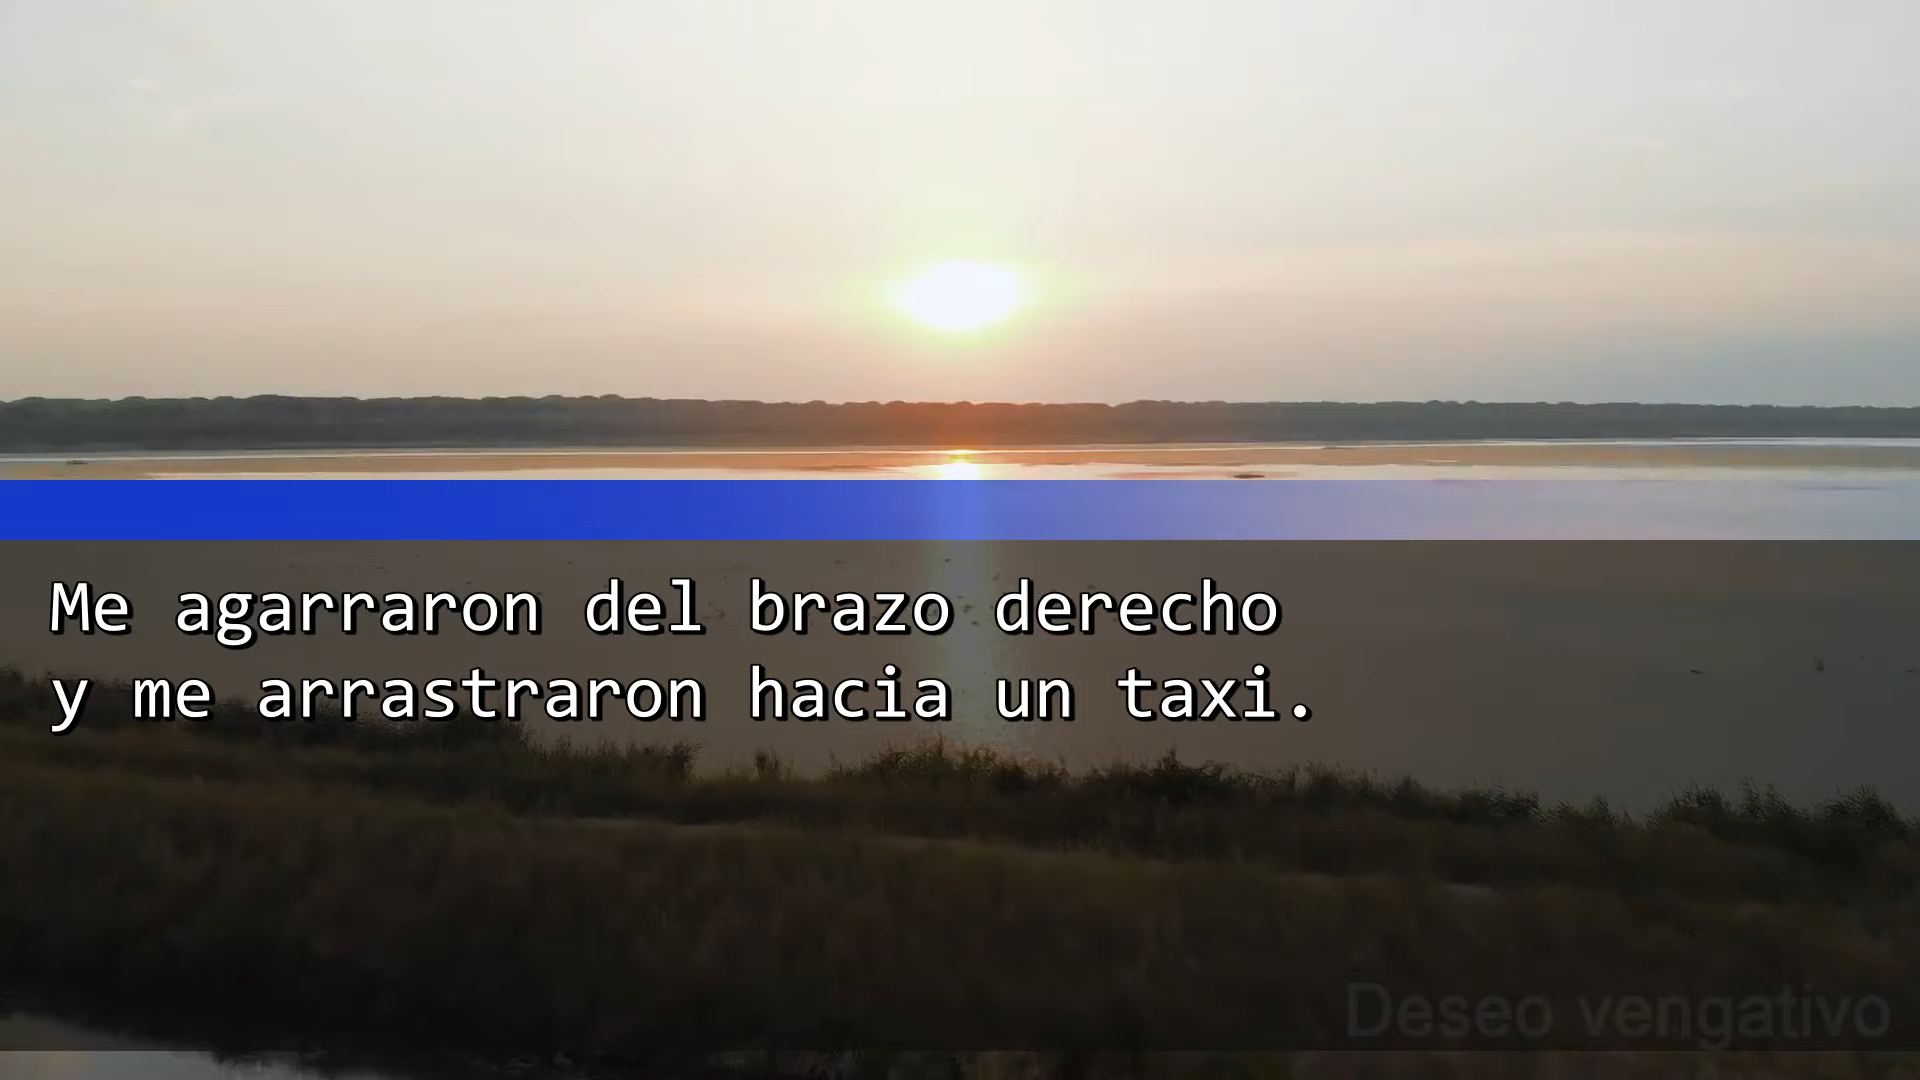 Me agarraron del brazo derecho
y me arrastraron hacia un taxi.
Deseo vengativo